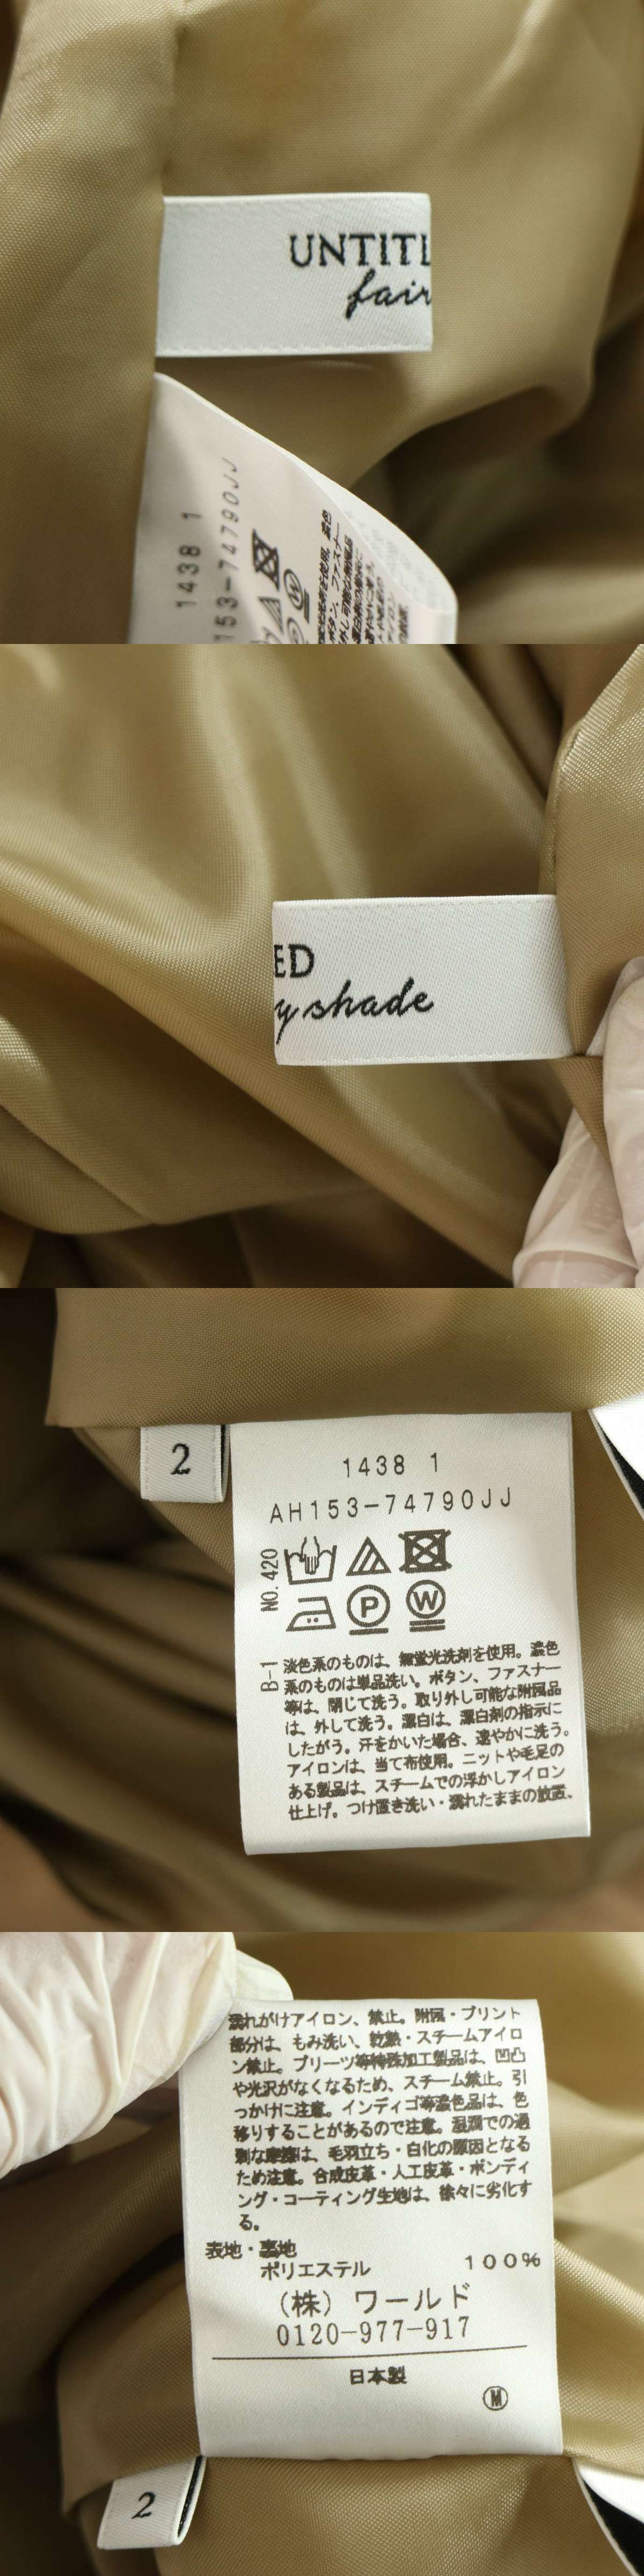 UNTITL
fair
1438 1
153-74790JJ
ED
y shade
2
1438 1
AH153-74790JJ
NO.420
P
W
B-1
淡色系のものは、無蛍光洗剤を使用。濃色
系のものは単品洗い。ボタン、ファスナー
等は、閉じて洗う。取り外し可能な附属品
は、外して洗う。漂白は、漂白剤の指示に
したがう。汗をかいた場合、速やかに洗う。
アイロンは、当て布使用。ニットや毛足の
ある製品は、スチームでの浮かしアイロン
仕上げ。つけ置き洗い・濡れたままの放置、
濡れがけアイロン、禁止。附属・プリント
部分は、もみ洗い、乾熱・スチームアイロ
ン禁止。プリーツ等特殊加工製品は、凹凸
や光沢がなくなるため、スチーム禁止。引
っかけに注意。インディゴ等濃色品は、色
移りすることがあるので注意。湿潤での過
剰な摩擦は、毛羽立ち・白化の原因となる
ため注意。合成皮革・人工皮革・ボンディ
ング・コーティング生地は、徐々に劣化す
る。
表地・裏地
ポリエステル 100%
(株) ワールド
0120-977-917
日本製
M
2